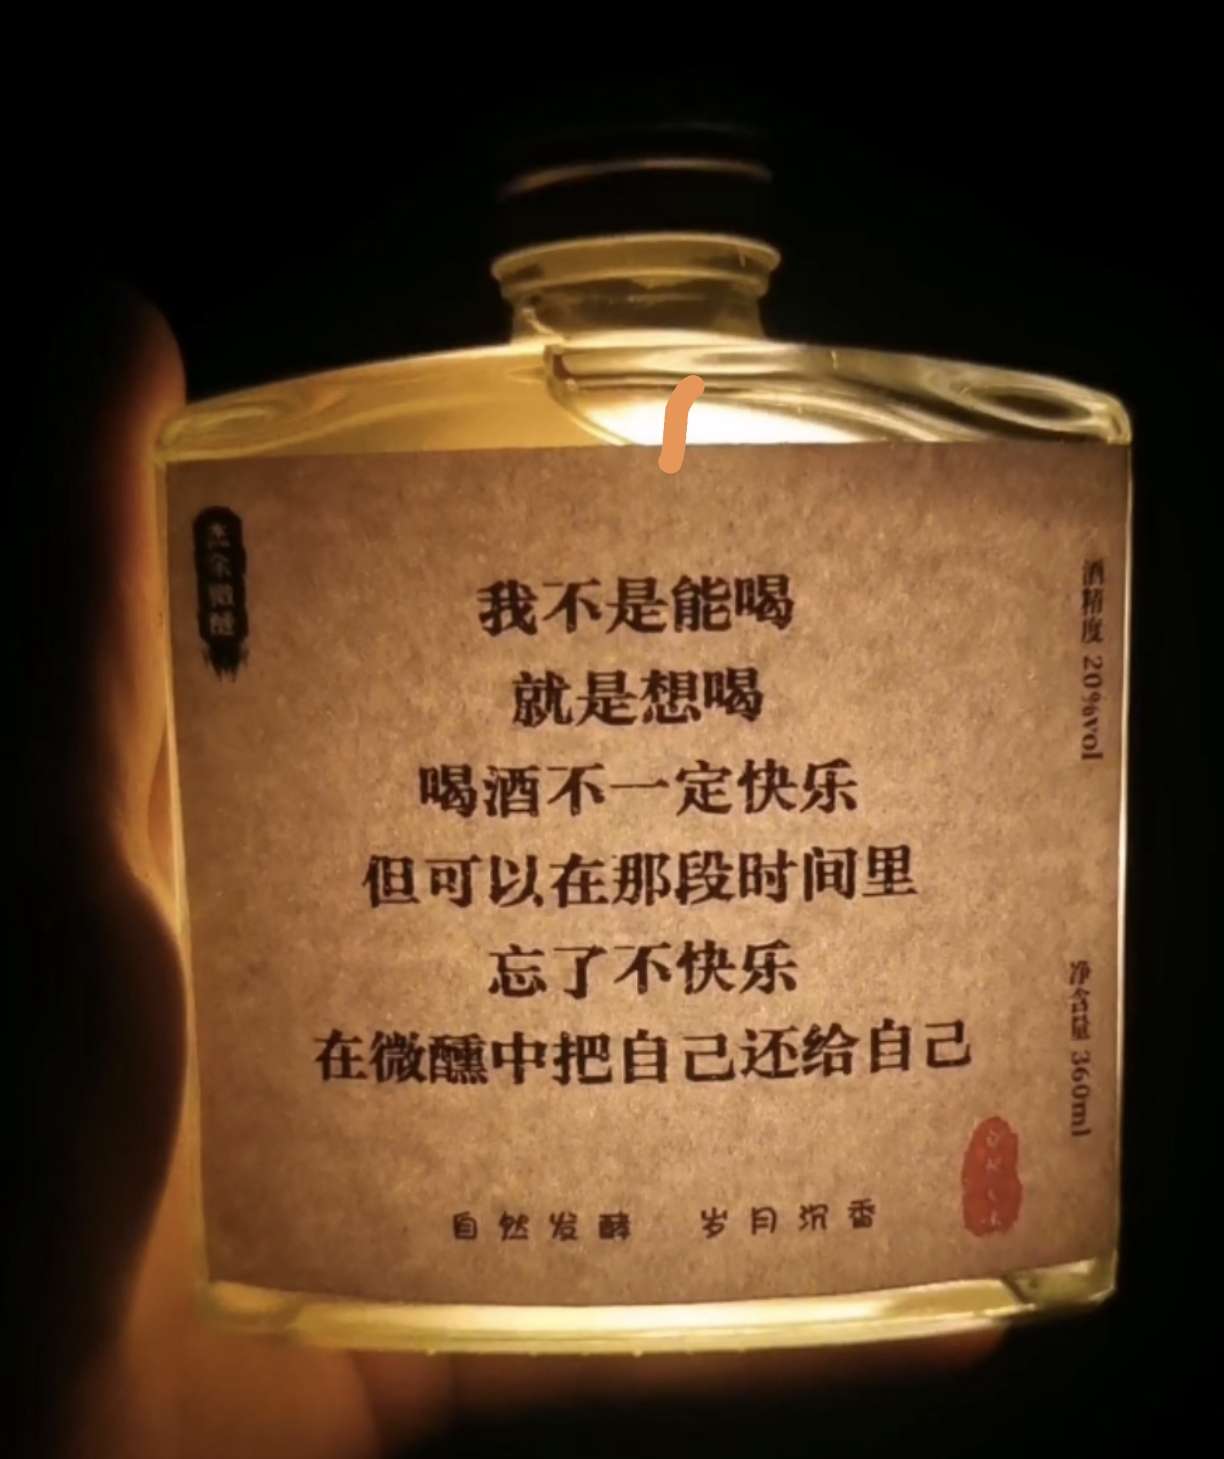 我不是能喝
就是想喝
喝酒不一定快乐
但可以在那段时间里
忘了不快乐
在微醺中把自己还给自己
自然发酵 岁月沉香
酒精度 20%vol
净含量 360ml